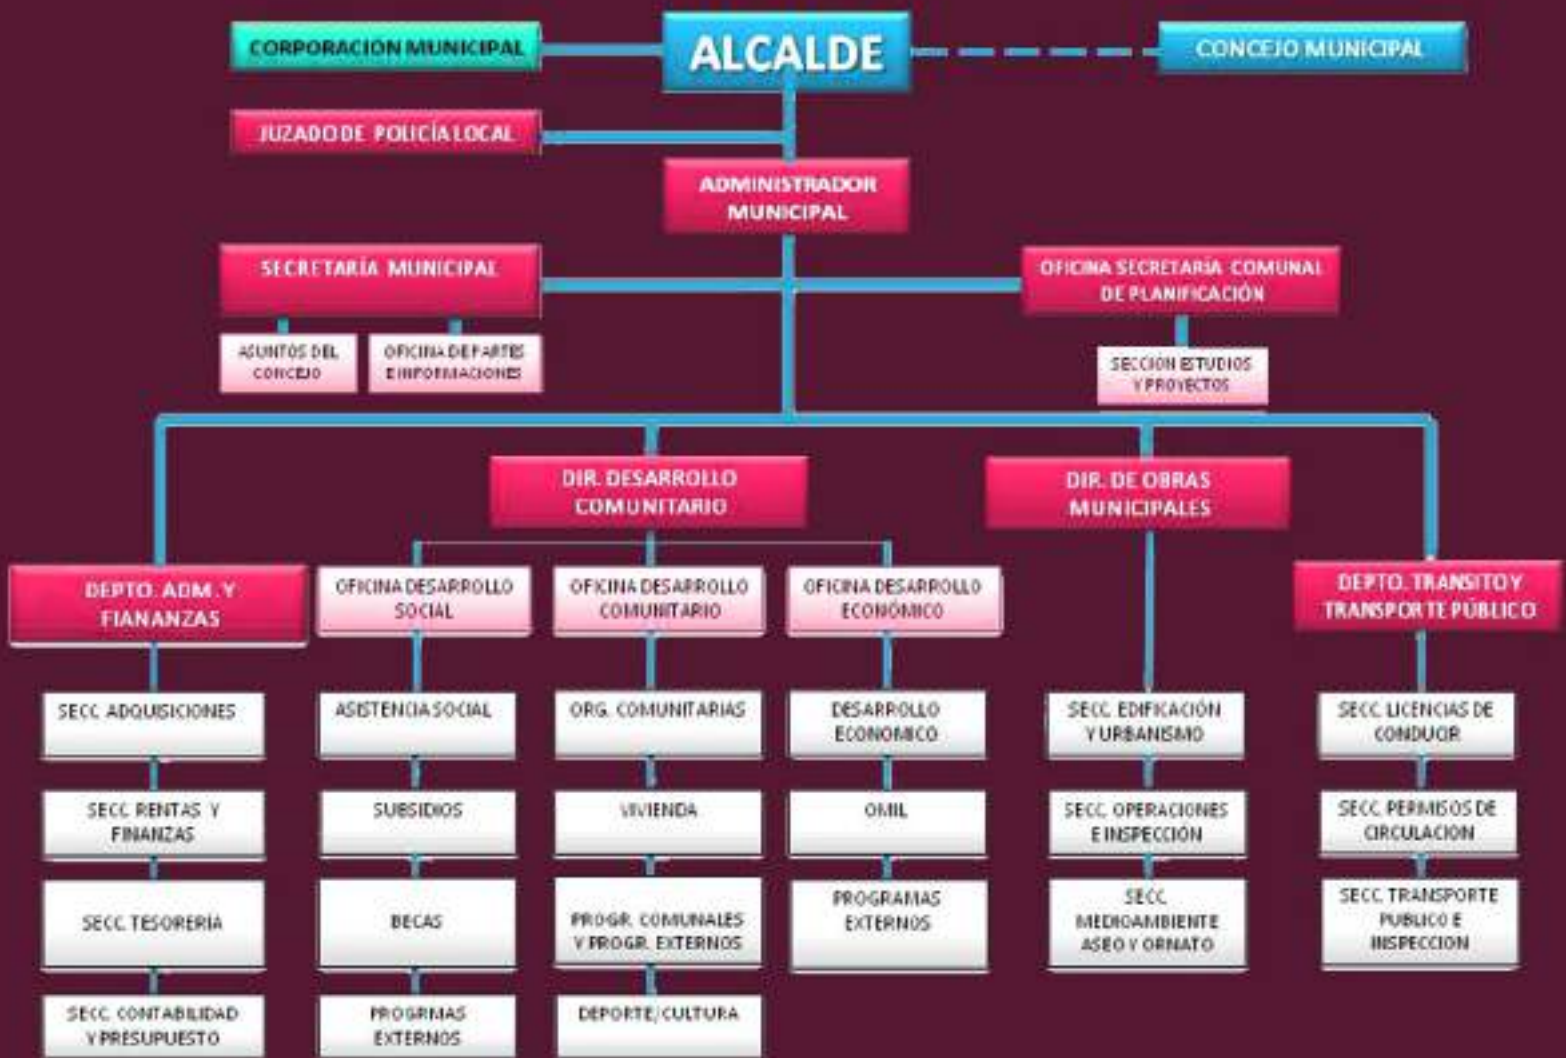 CORPORACIÓN MUNICIPAL
ALCALDE
CONCEJO MUNICIPAL
JUZADO DE POLICÍA LOCAL
ADMINISTRADOR
MUNICIPAL
SECRETARÍA MUNICIPAL
OFICINA SECRETARÍA COMUNAL
DE PLANIFICACIÓN
ASUNTOS DEL
CONCEJO
OFICINA DE PARTES
E INFORMACIONES
SECCION ESTUDIOS
Y PROYECTOS
DIR. DESARROLLO
COMUNITARIO
DIR. DE OBRAS
MUNICIPALES
DEPTO. ADM. Y
FIANANZAS
OFICINA DESARROLLO
SOCIAL
OFICINA DESARROLLO
COMUNITARIO
OFICINA DESARROLLO
ECONÓMICO
DEPTO. TRANSITO Y
TRANSPORTE PÚBLICO
SECC. ADQUISICIONES
ASISTENCIA SOCIAL
ORG. COMUNITARIAS
DESARROLLO
ECONOMICO
SECC. EDIFICACIÓN
Y URBANISMO
SECC. LICENCIAS DE
CONDUCIR
SECC. RENTAS Y
FINANZAS
SUBSIDIOS
VIVIENDA
OMIL
SECC. OPERACIONES
E INSPECCIÓN
SECC. PERMISOS DE
CIRCULACION
SECC. TESORERÍA
BECAS
PROGR. COMUNALES
Y PROGR. EXTERNOS
PROGRAMAS
EXTERNOS
SECC.
MEDIOAMBIENTE
ASEO Y ORNATO
SECC. TRANSPORTE
PUBLICO E
INSPECCION
SECC. CONTABILIDAD
Y PRESUPUESTO
PROGRMAS
EXTERNOS
DEPORTE/CULTURA